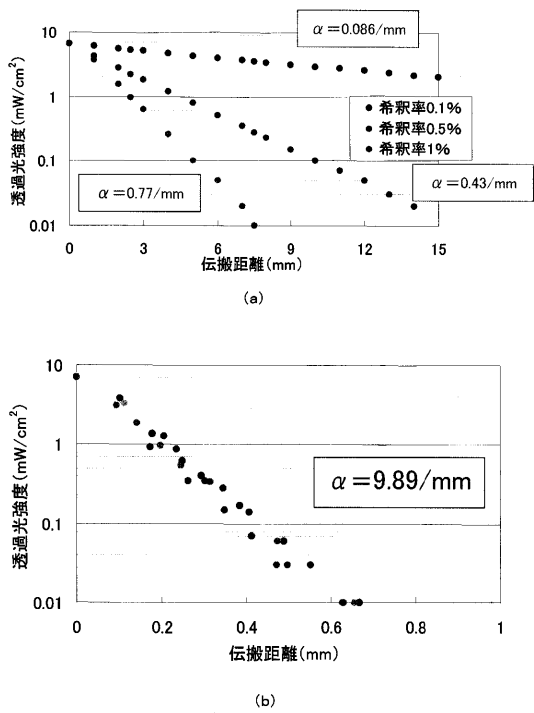 α=0.086/mm
透過光強度(mW/cm²)
10
1
0.1
0.01
希釈率0.1%
希釈率0.5%
希釈率1%
α=0.77/mm
α=0.43/mm
0 3 6 9 12 15
伝搬距離(mm)
(a)
透過光強度(mW/cm²)
10
1
0.1
0.01
α=9.89/mm
0 0.2 0.4 0.6 0.8 1
伝搬距離(mm)
(b)